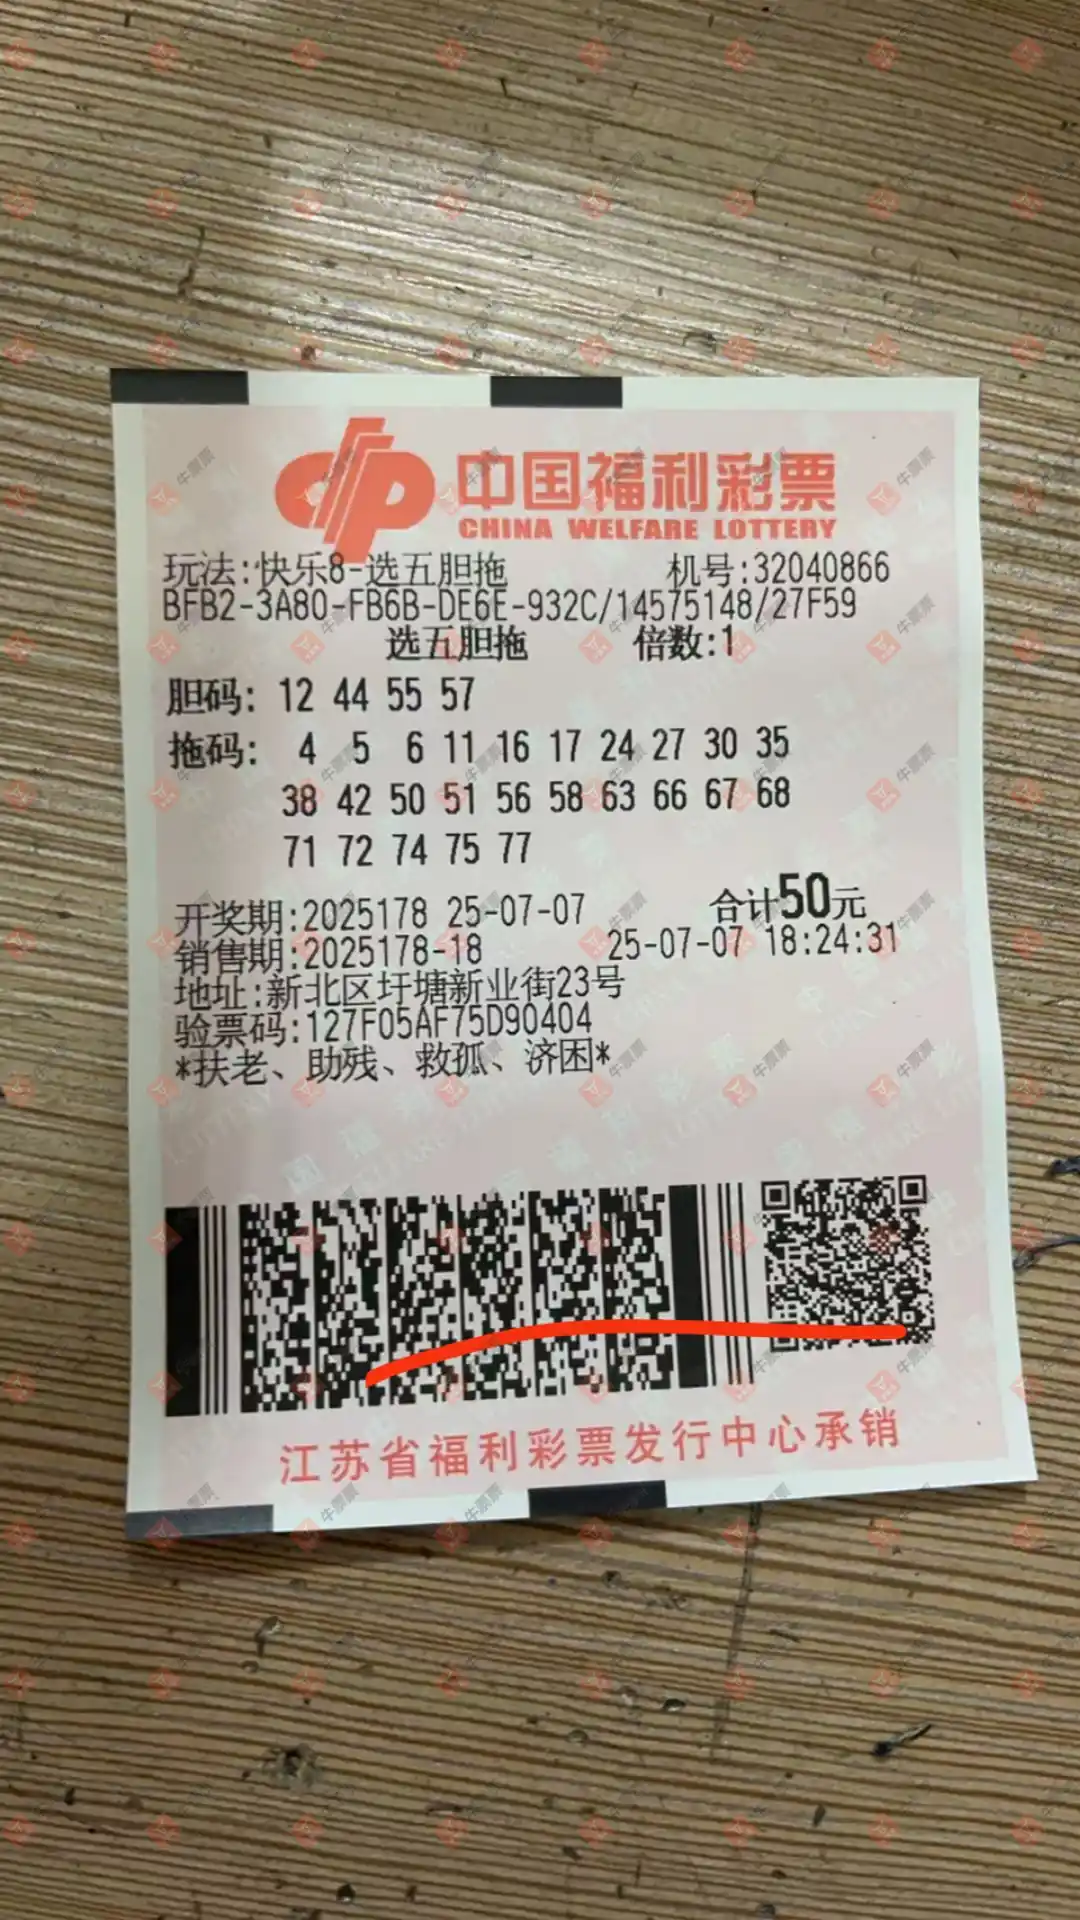 中国福利彩票
CHINA WELFARE LOTTERY
玩法:快乐8-选五胆拖 机号:32040866
BFB2-3A80-FB6B-DE6E-932C/14575148/27F59
选五胆拖 倍数:1
胆码: 12 44 55 57
拖码: 4 5 6 11 16 17 24 27 30 35
38 42 50 51 56 58 63 66 67 68
71 72 74 75 77
开奖期:2025178 25-07-07 合计50元
销售期:2025178-18 25-07-07 18:24:31
地址:新北区圩塘新业街23号
验票码:127F05AF75D90404
*扶老、助残、救孤、济困*
江苏省福利彩票发行中心承销
牛票票